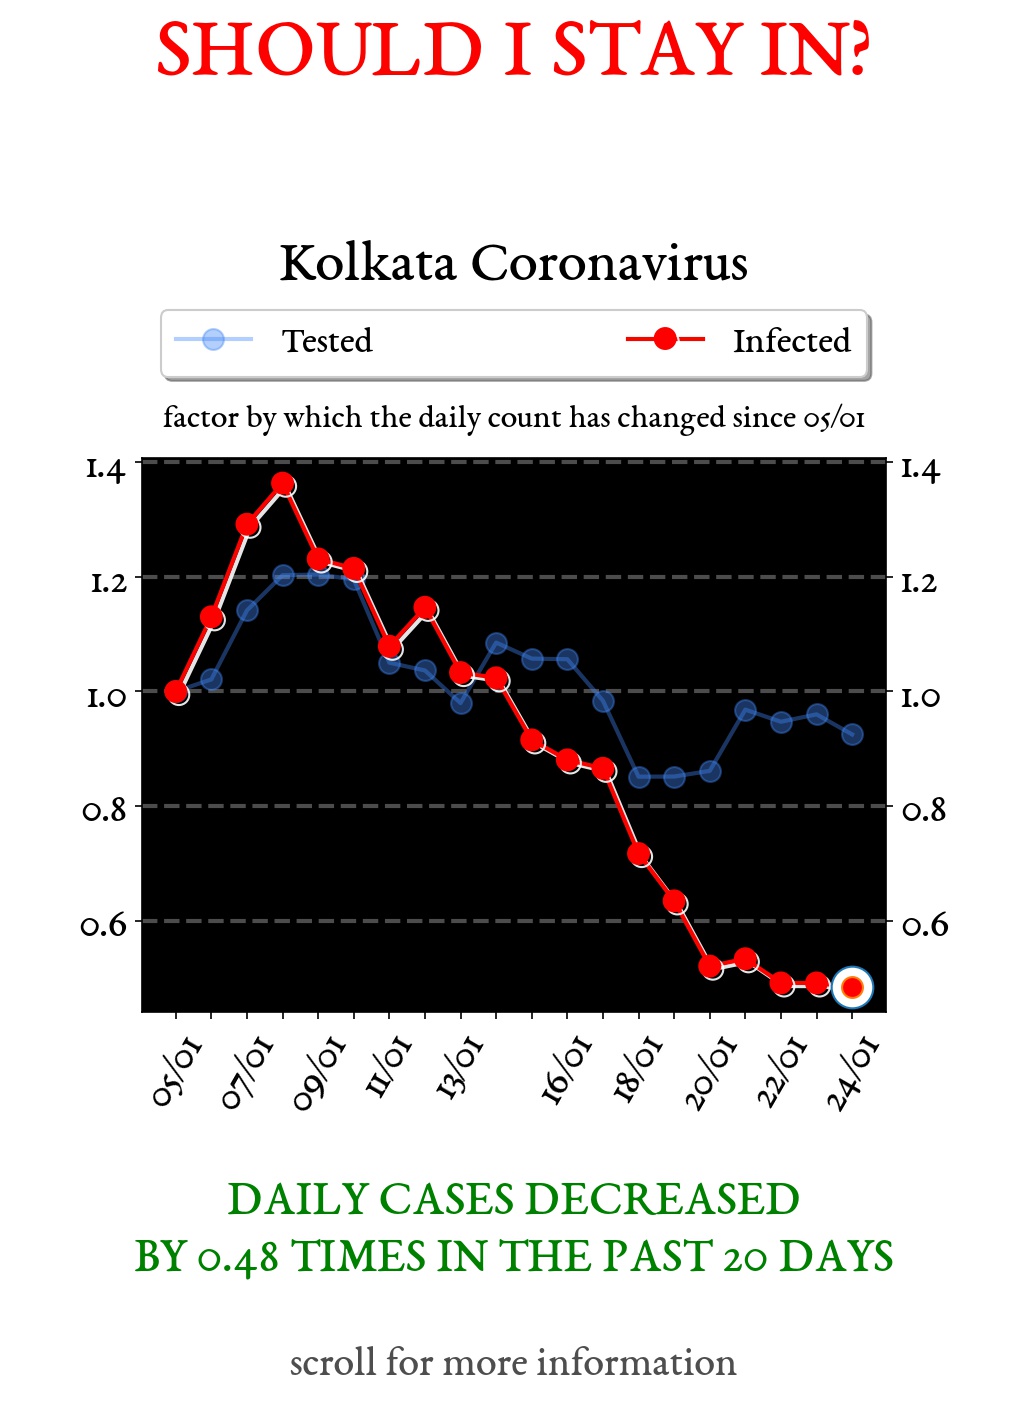 SHOULD I STAY IN?
Kolkata Coronavirus
Tested Infected
factor by which the daily count has changed since 05/01
1.4 1.4
1.2 1.2
1.0 1.0
0.8 0.8
0.6 0.6
05/01 07/01 09/01 11/01 13/01 16/01 18/01 20/01 22/01 24/01
DAILY CASES DECREASED
BY 0.48 TIMES IN THE PAST 20 DAYS
scroll for more information